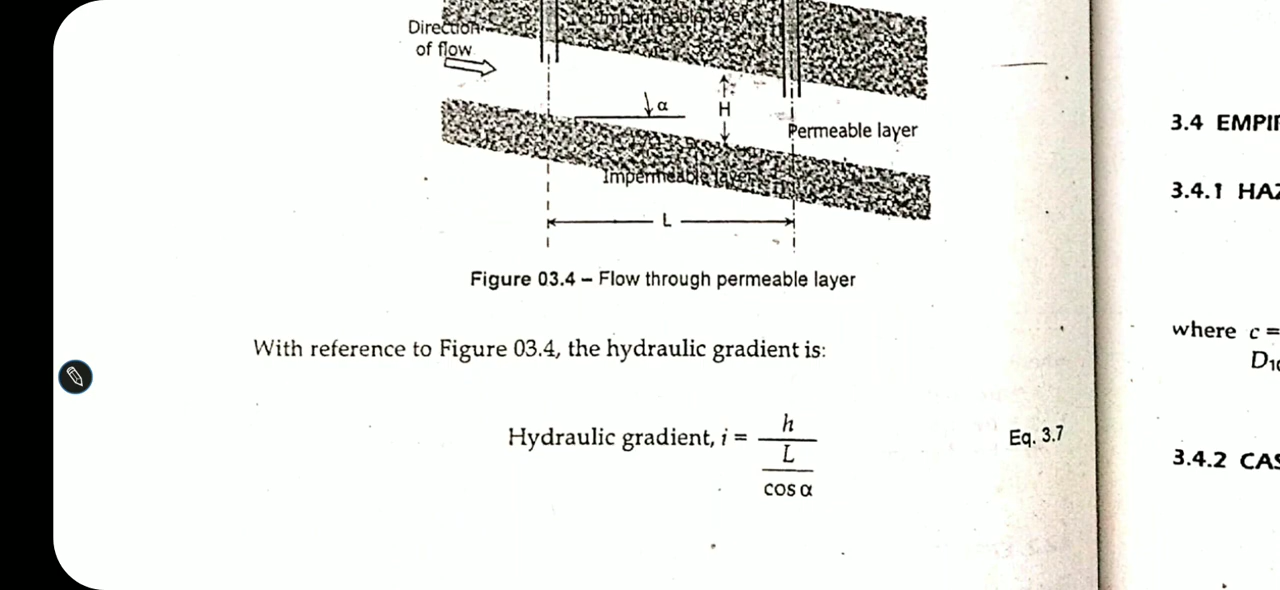 Impermeable layer
Direction
of flow
α
H
Permeable layer
Impermeable layer
L
Figure 03.4 – Flow through permeable layer
With reference to Figure 03.4, the hydraulic gradient is:
Hydraulic gradient, i =
h
L
cos α
Eq. 3.7
3.4 EMPI
3.4.1 HA
where c =
D₁
3.4.2 CA